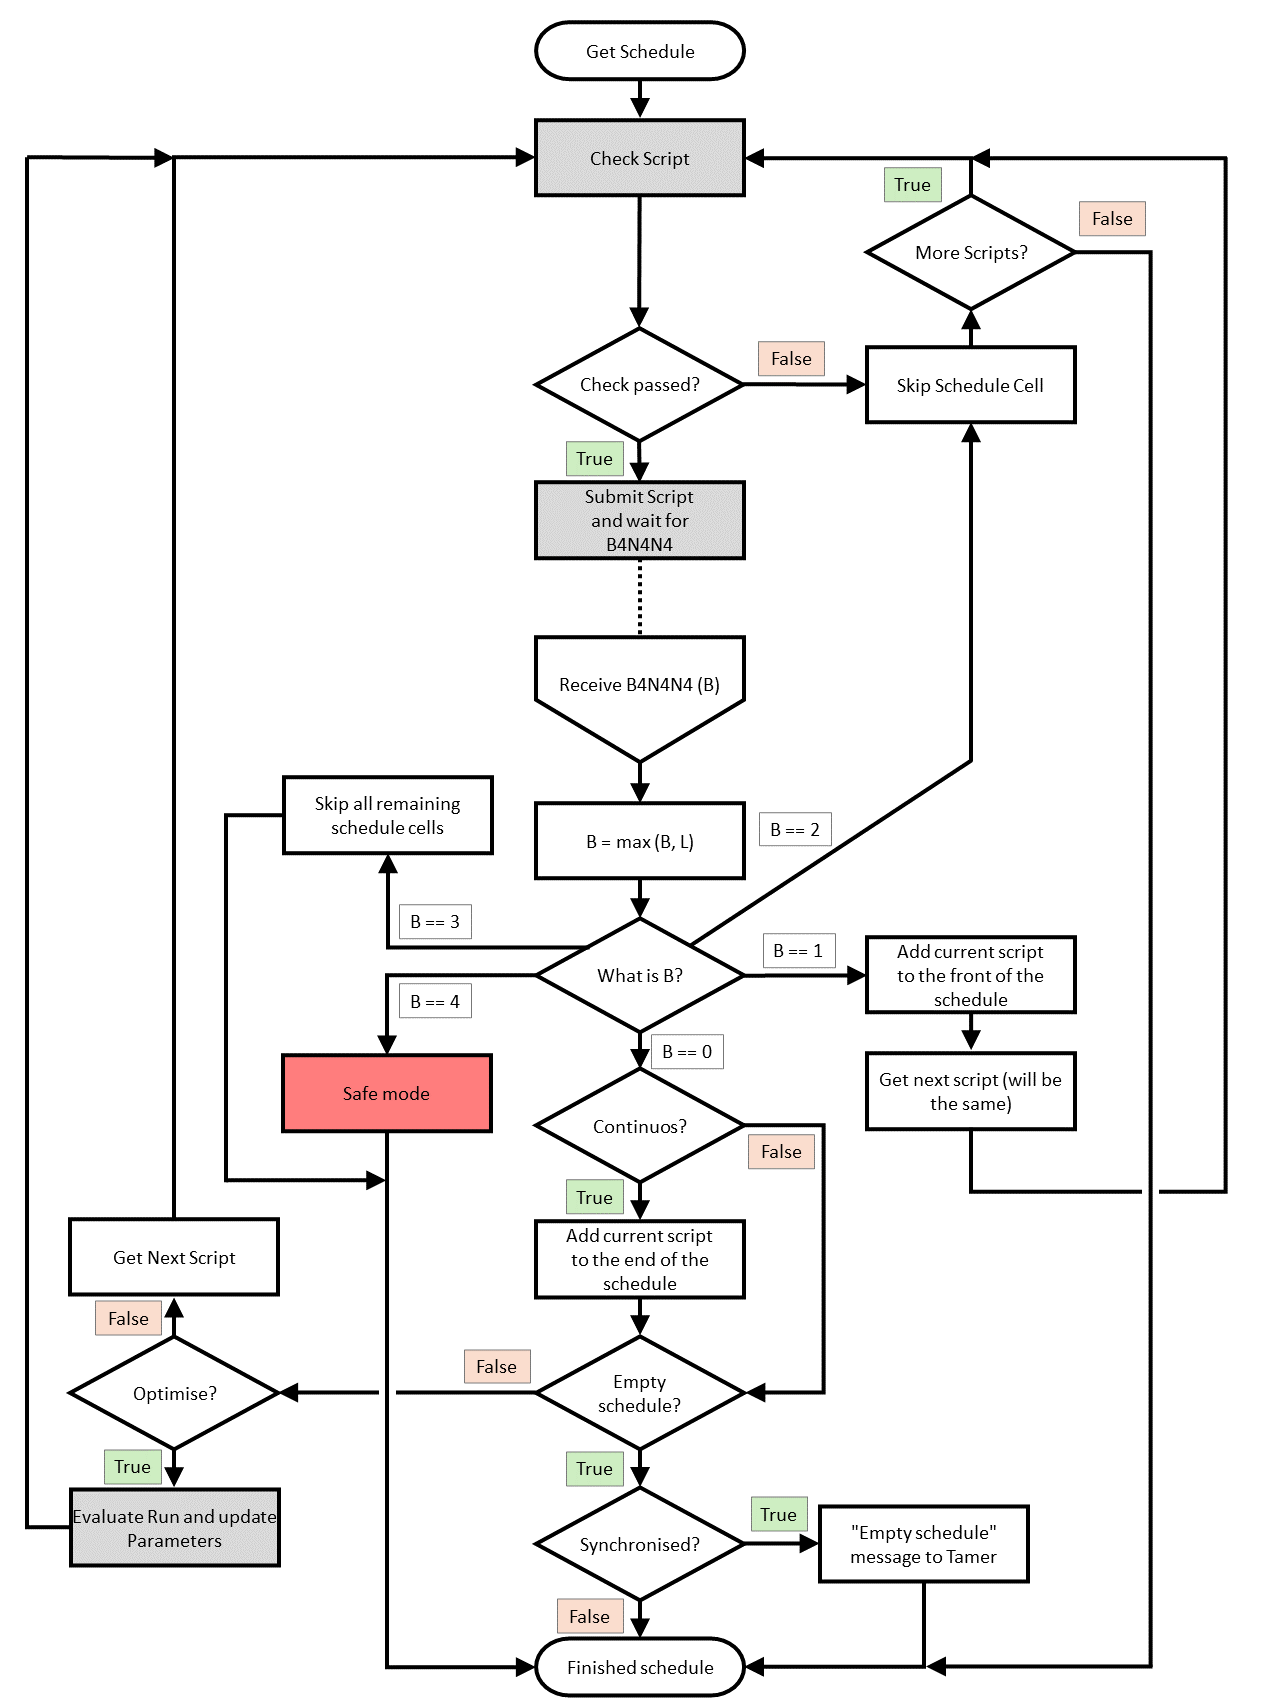 Get Schedule
Check Script
True
False
More Scripts?
False
Check passed?
Skip Schedule Cell
True
Submit Script
and wait for
B4N4N4
Receive B4N4N4 (B)
Skip all remaining
schedule cells
B = max (B, L)
B == 2
B == 3
B == 1
Add current script
to the front of the
schedule
What is B?
B == 4
B == 0
Safe mode
Get next script (will be
the same)
Continuos?
False
True
Add current script
to the end of the
schedule
Get Next Script
False
False
Optimise?
Empty
schedule?
True
True
Evaluate Run and update
Parameters
True
Synchronised?
"Empty schedule"
message to Tamer
False
Finished schedule